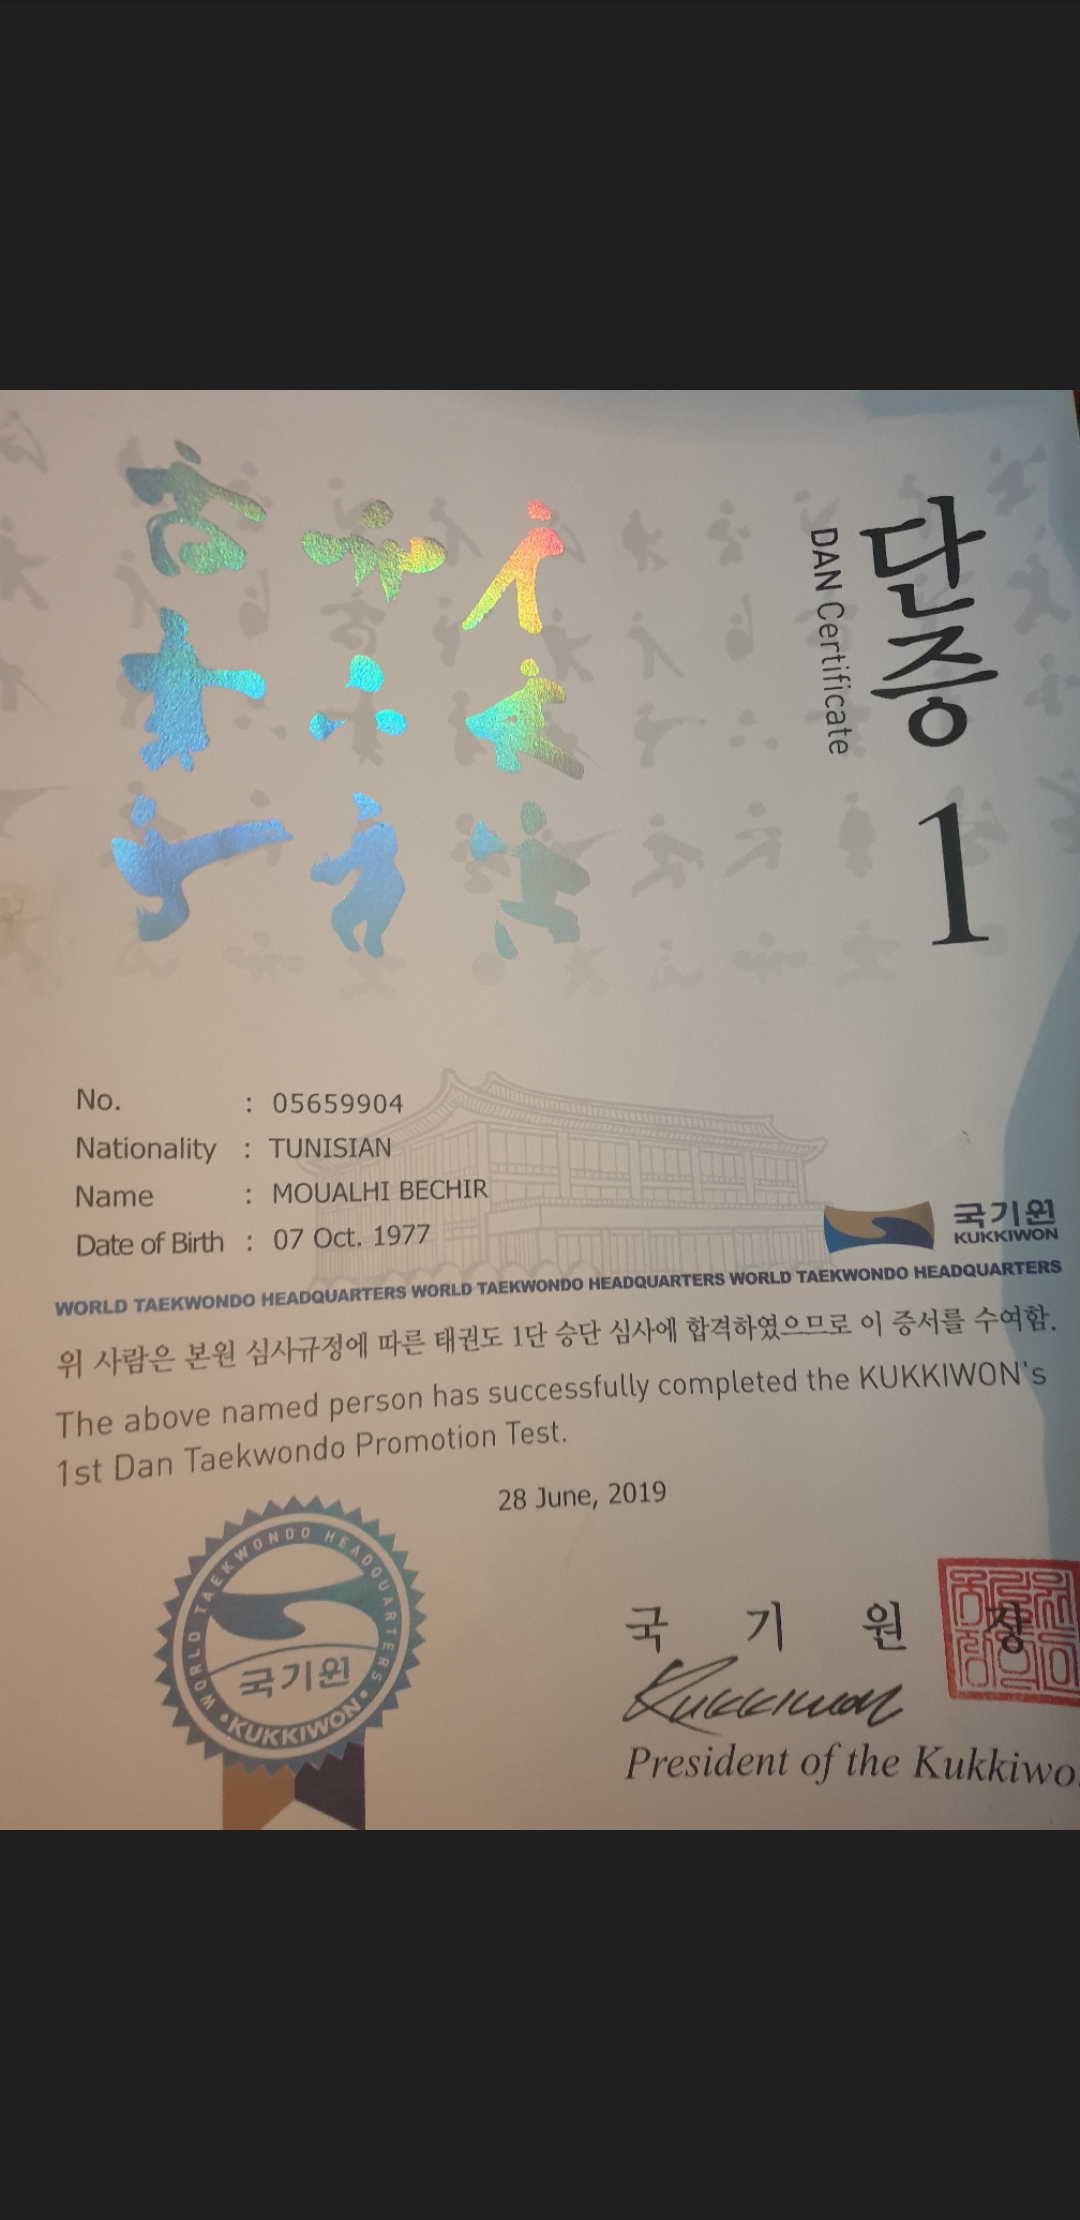 단증 1
DAN Certificate
No. : 05659904
Nationality : TUNISIAN
Name : MOUALHI BECHIR
Date of Birth : 07 Oct. 1977
국기원
KUKKIWON
WORLD TAEKWONDO HEADQUARTERS WORLD TAEKWONDO HEADQUARTERS WORLD TAEKWONDO HEADQUARTERS
위 사람은 본원 심사규정에 따른 태권도 1단 승단 심사에 합격하였으므로 이 증서를 수여함.
The above named person has successfully completed the KUKKIWON's
1st Dan Taekwondo Promotion Test.
28 June, 2019
WORLD TAEKWONDO HEADQUARTERS
국기원
•KUKKIWON•
국 기 원 장
Kukkiwon
President of the Kukkiwo